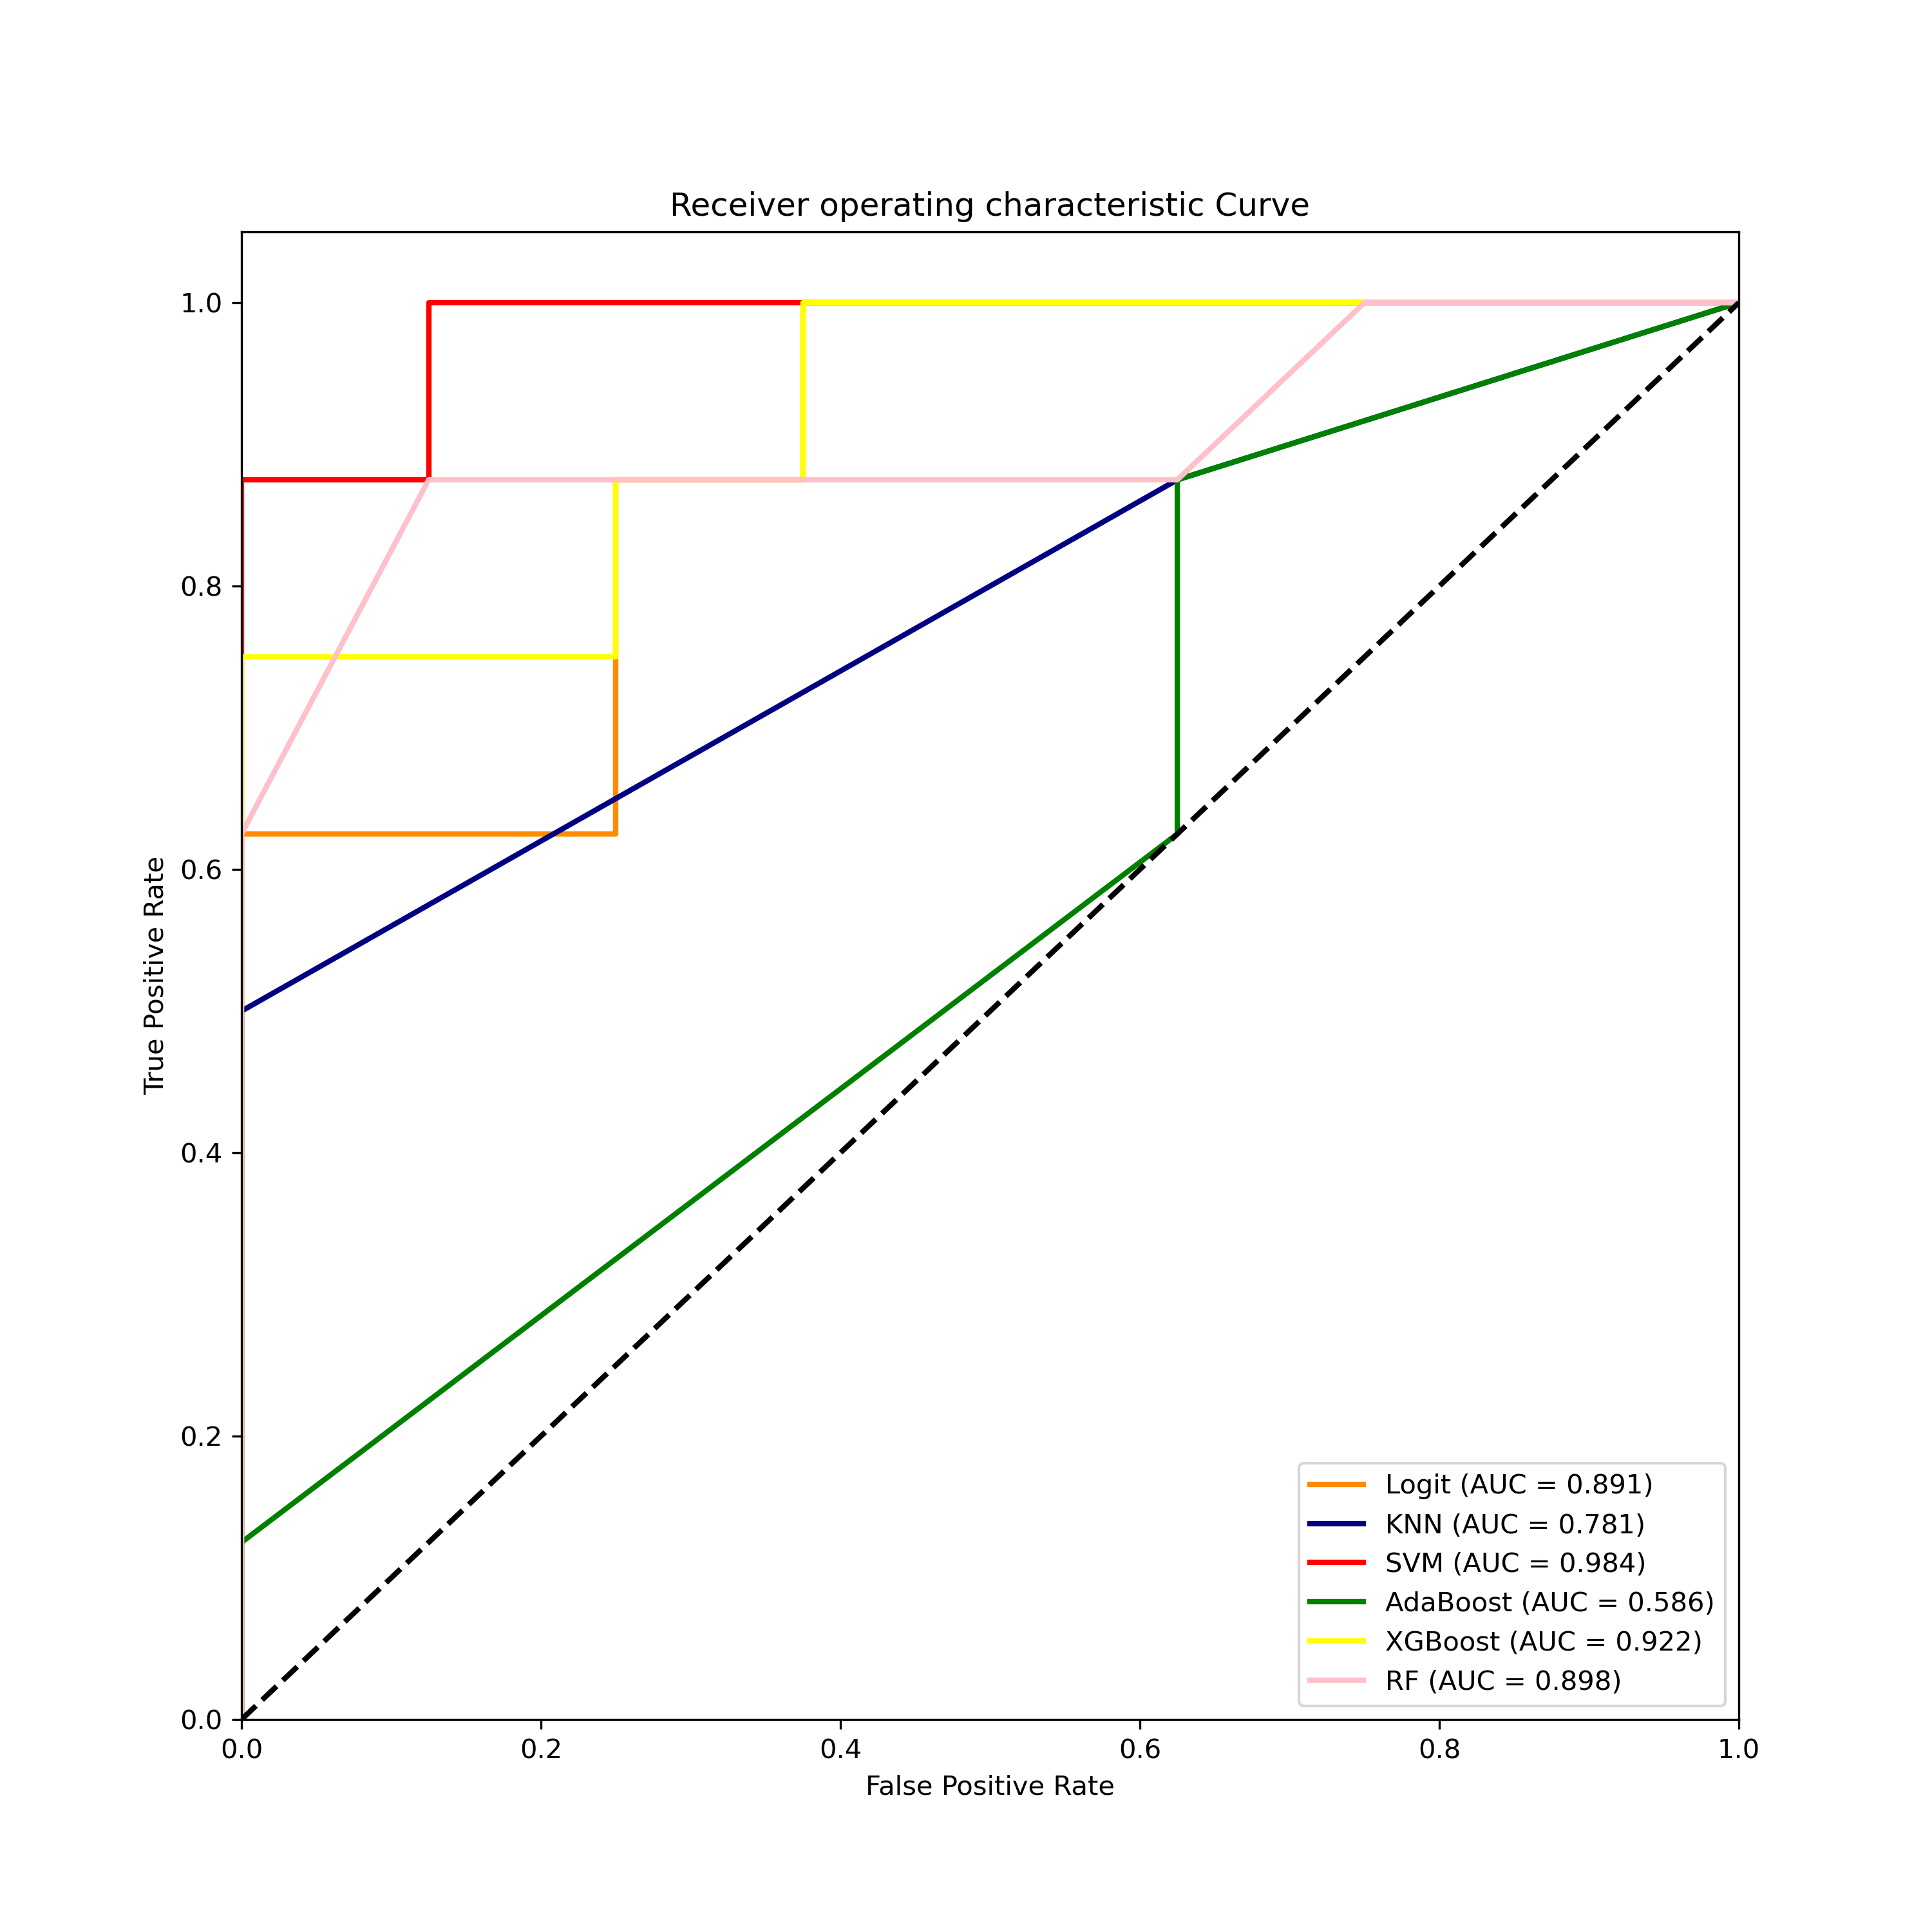 Receiver operating characteristic Curve
1.0
0.8
0.6
0.4
0.2
0.0
True Positive Rate
0.0 0.2 0.4 0.6 0.8 1.0
False Positive Rate
Logit (AUC = 0.891)
KNN (AUC = 0.781)
SVM (AUC = 0.984)
AdaBoost (AUC = 0.586)
XGBoost (AUC = 0.922)
RF (AUC = 0.898)